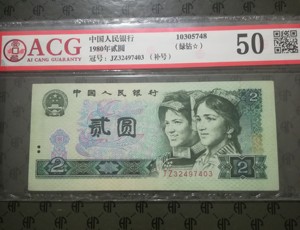 ACG
AI CANG GUARANTY
中国人民银行
1980年贰圆
冠号：JZ32497403 （补号）
10305748
（绿钻☆）
50
中国人民银行
贰圆
2
2
JZ32497403